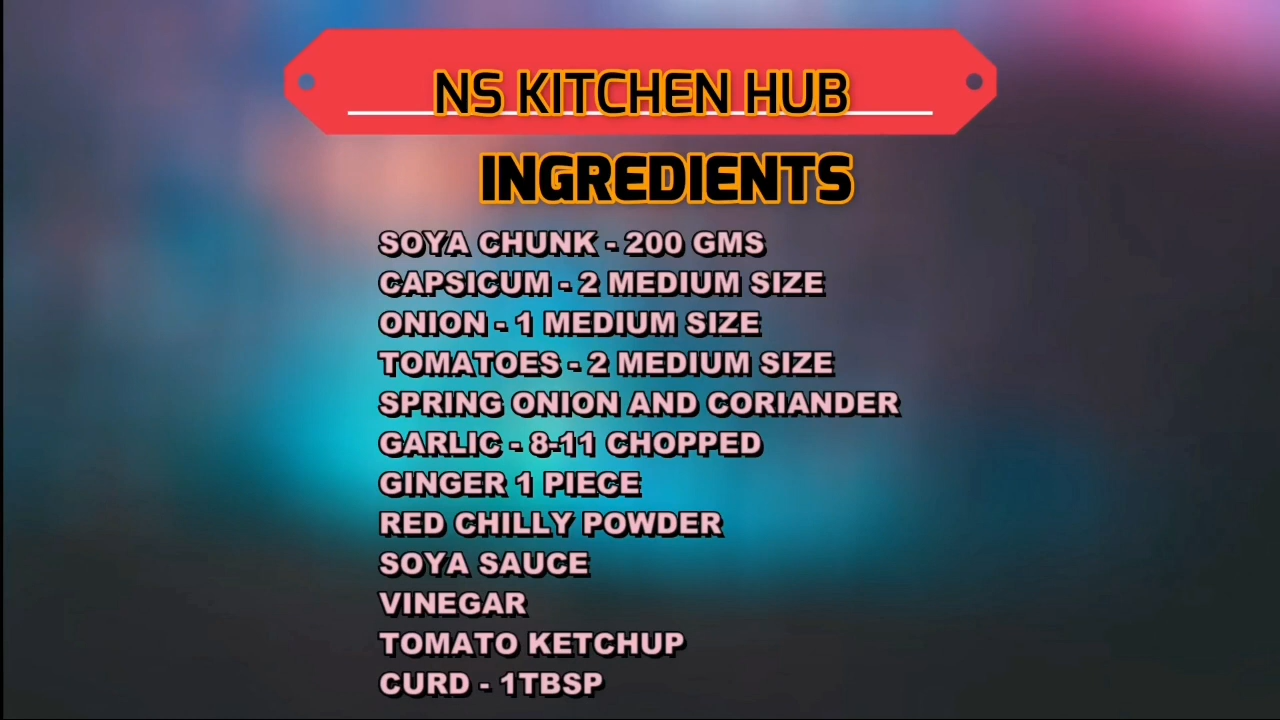 NS KITCHEN HUB
INGREDIENTS
SOYA CHUNK - 200 GMS
CAPSICUM - 2 MEDIUM SIZE
ONION - 1 MEDIUM SIZE
TOMATOES - 2 MEDIUM SIZE
SPRING ONION AND CORIANDER
GARLIC - 8-11 CHOPPED
GINGER 1 PIECE
RED CHILLY POWDER
SOYA SAUCE
VINEGAR
TOMATO KETCHUP
CURD - 1TBSP